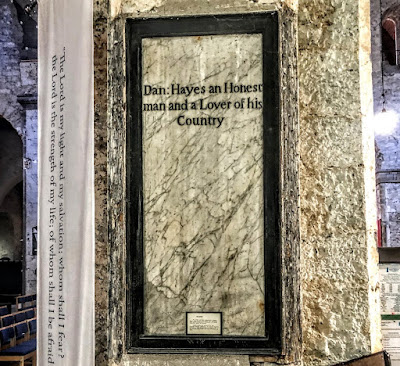 "The Lord is my light and my salvation; whom shall I fear?
the Lord is the strength of my life; of whom shall I be afraid
Dan: Hayes an Honest
man and a Lover of his
Country